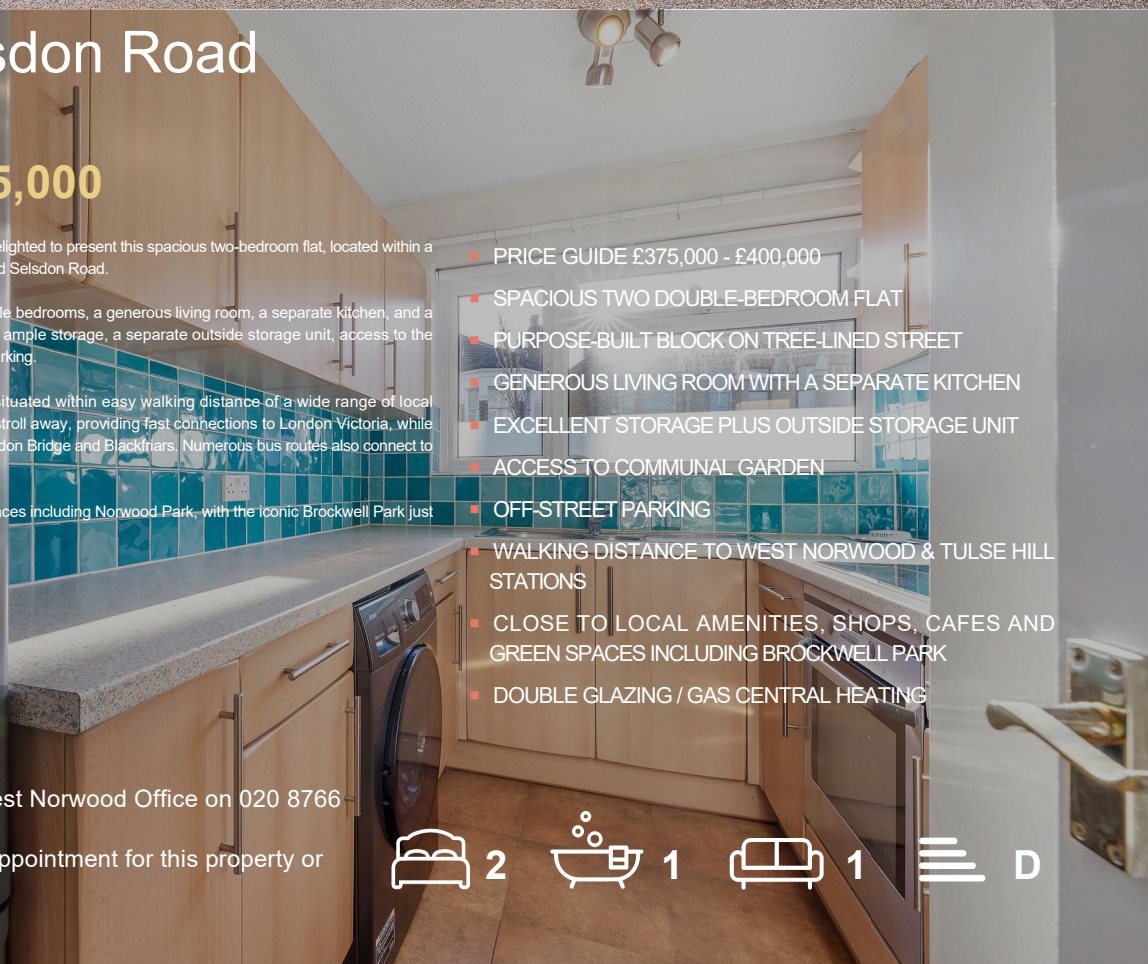 sdon Road
5,000
elighted to present this spacious two-bedroom flat, located within a
d Selsdon Road.
le bedrooms, a generous living room, a separate kitchen, and a
ample storage, a separate outside storage unit, access to the
rking.
situated within easy walking distance of a wide range of local
stroll away, providing fast connections to London Victoria, while
don Bridge and Blackfriars. Numerous bus routes also connect to
aces including Norwood Park, with the iconic Brockwell Park just
est Norwood Office on 020 8766
ppointment for this property or
PRICE GUIDE £375,000 - £400,000
SPACIOUS TWO DOUBLE-BEDROOM FLAT
PURPOSE-BUILT BLOCK ON TREE-LINED STREET
GENEROUS LIVING ROOM WITH A SEPARATE KITCHEN
EXCELLENT STORAGE PLUS OUTSIDE STORAGE UNIT
ACCESS TO COMMUNAL GARDEN
OFF-STREET PARKING
WALKING DISTANCE TO WEST NORWOOD & TULSE HILL
STATIONS
CLOSE TO LOCAL AMENITIES, SHOPS, CAFES AND
GREEN SPACES INCLUDING BROCKWELL PARK
DOUBLE GLAZING / GAS CENTRAL HEATING
2 1 1 D